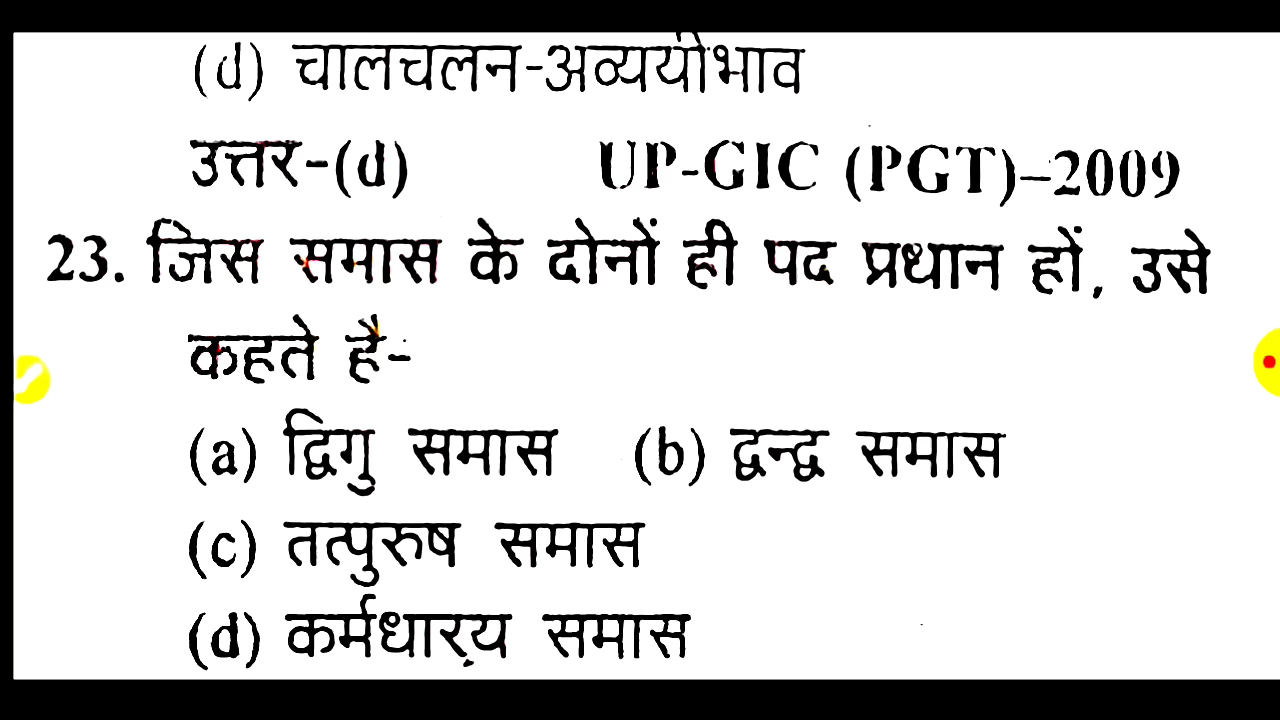 (d) चालचलन-अव्ययीभाव
उत्तर-(d) UP-GIC (PGT)–2009
23. जिस समास के दोनों ही पद प्रधान हों, उसे
कहते है-
(a) द्विगु समास (b) द्वन्द्व समास
(c) तत्पुरुष समास
(d) कर्मधारय समास